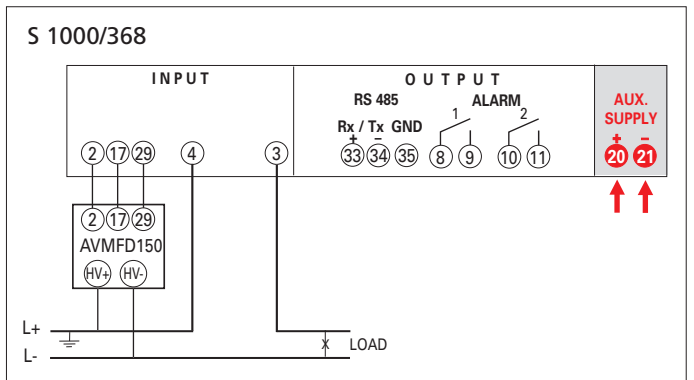 S 1000/368
INPUT
OUTPUT
RS 485
ALARM
AUX.
SUPPLY
1
2
Rx / Tx GND
+ −
+ −
2 17 29 4 3 33 34 35 8 9 10 11 20 21
2 17 29
AVMFD150
HV+ HV-
L+
X LOAD
L-